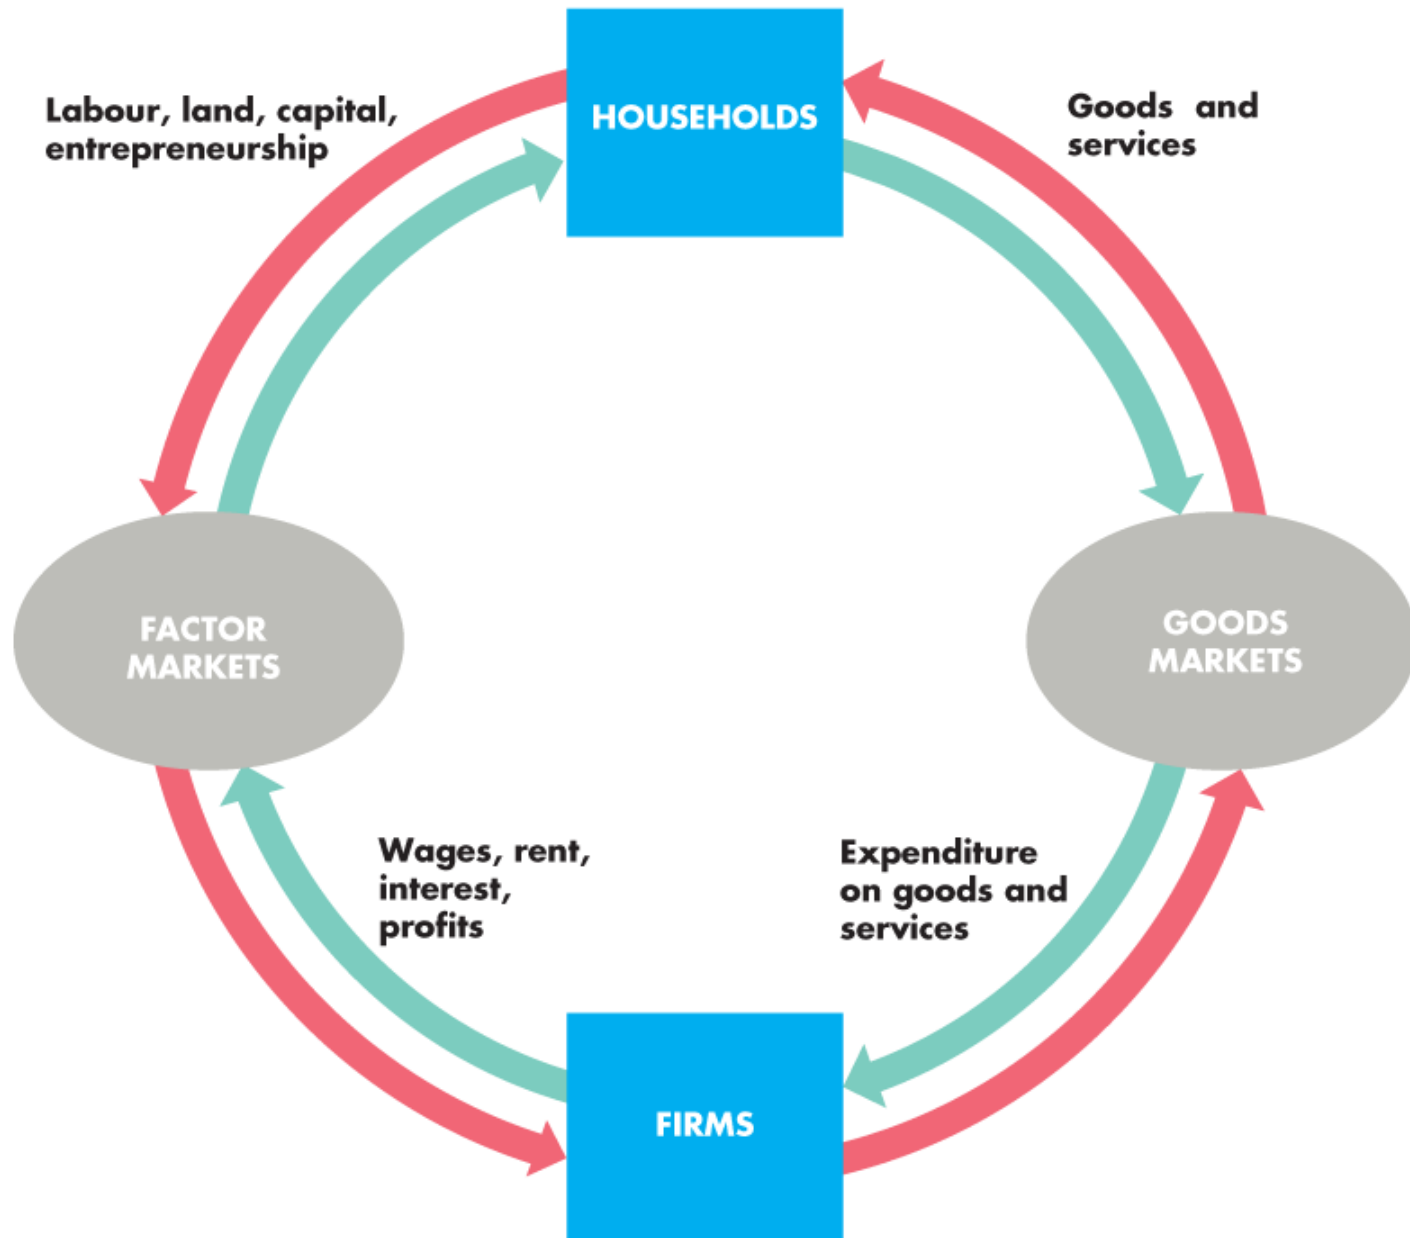 HOUSEHOLDS
Labour, land, capital,
entrepreneurship
Goods and
services
FACTOR
MARKETS
GOODS
MARKETS
Wages, rent,
interest,
profits
Expenditure
on goods and
services
FIRMS